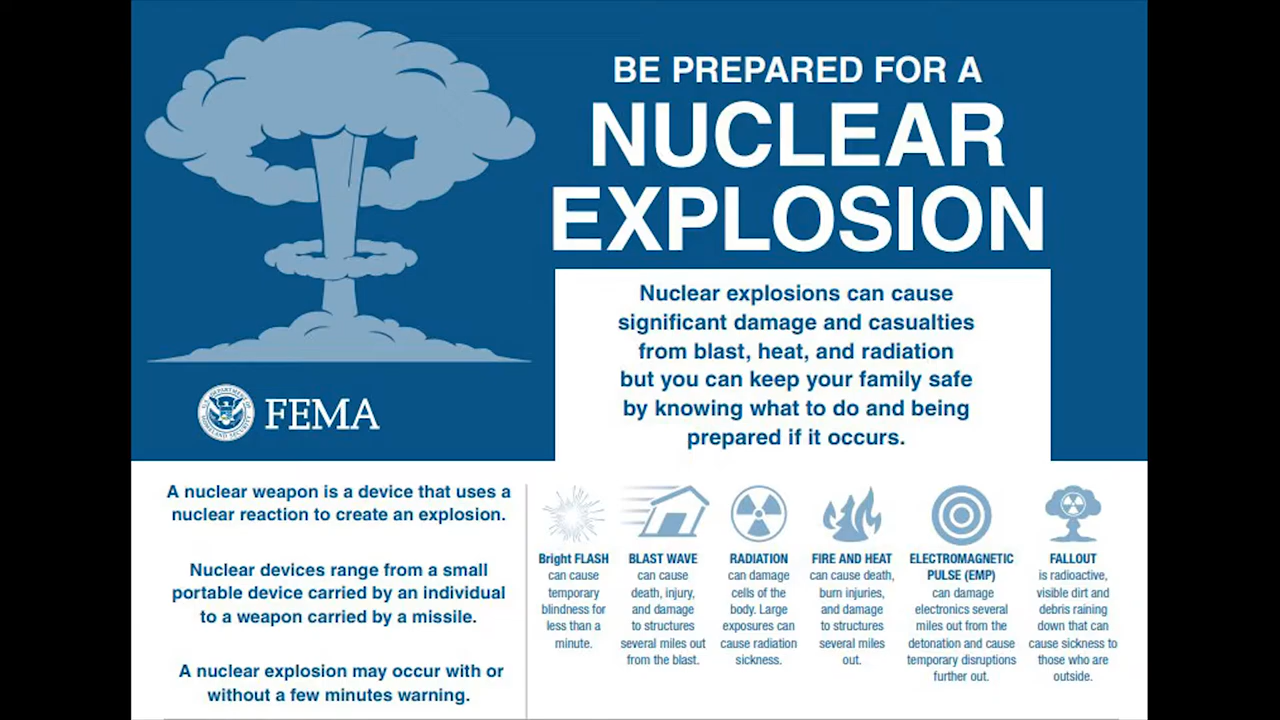 BE PREPARED FOR A
NUCLEAR
EXPLOSION
Nuclear explosions can cause
significant damage and casualties
from blast, heat, and radiation
but you can keep your family safe
by knowing what to do and being
prepared if it occurs.
FEMA
A nuclear weapon is a device that uses a
nuclear reaction to create an explosion.
Nuclear devices range from a small
portable device carried by an individual
to a weapon carried by a missile.
A nuclear explosion may occur with or
without a few minutes warning.
Bright FLASH
can cause
temporary
blindness for
less than a
minute.
BLAST WAVE
can cause
death, injury,
and damage
to structures
several miles out
from the blast.
RADIATION
can damage
cells of the
body. Large
exposures can
cause radiation
sickness.
FIRE AND HEAT
can cause death,
burn injuries,
and damage
to structures
several miles
out.
ELECTROMAGNETIC
PULSE (EMP)
can damage
electronics several
miles out from the
detonation and cause
temporary disruptions
further out.
FALLOUT
is radioactive,
visible dirt and
debris raining
down that can
cause sickness to
those who are
outside.